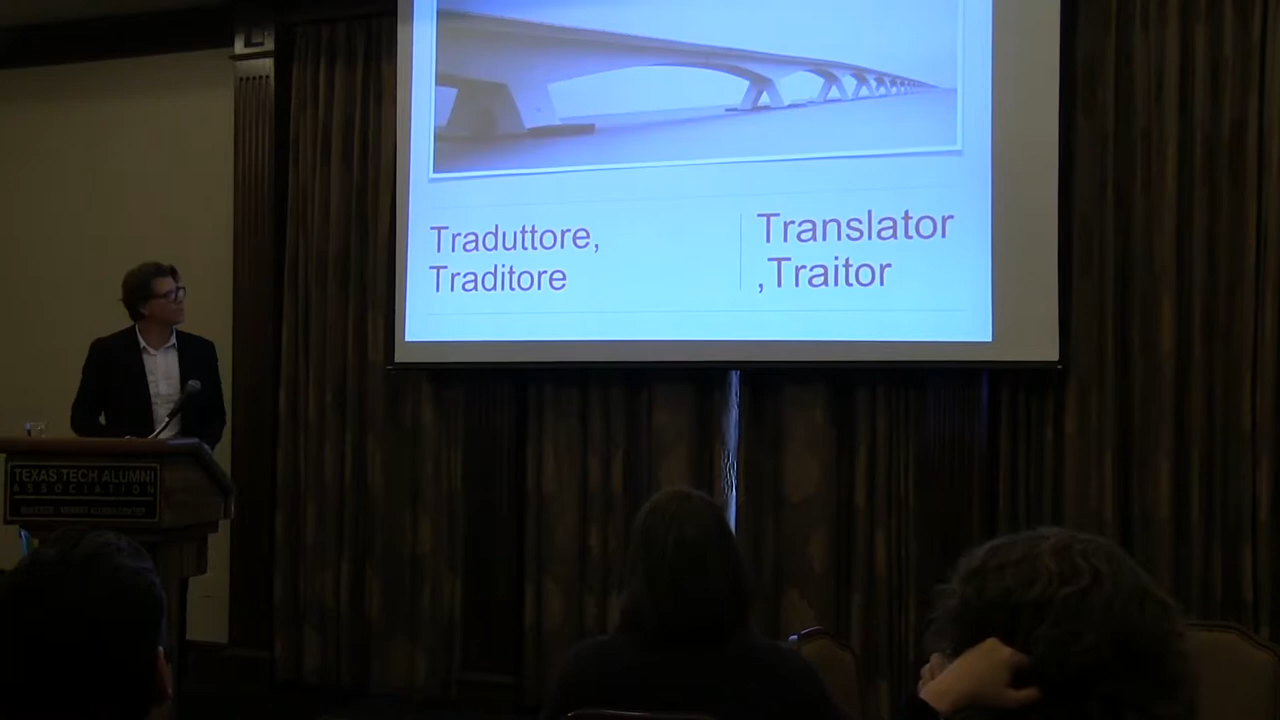 Traduttore,
Traditore
Translator
,Traitor
TEXAS TECH ALUMNI
ASSOCIATION